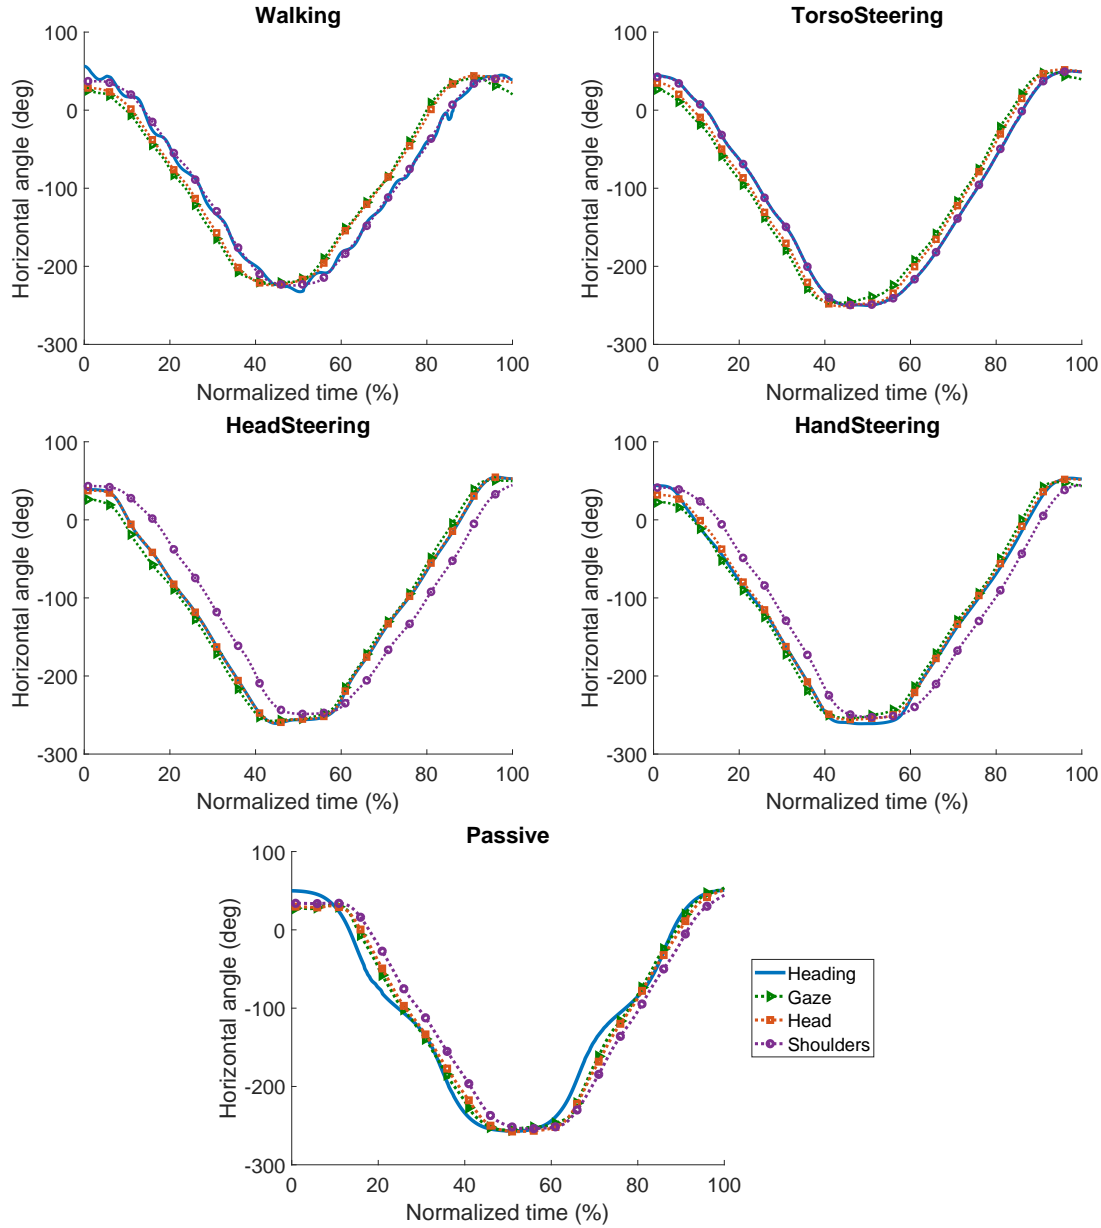 Walking
100
0
-100
-200
-300
Horizontal angle (deg)
0 20 40 60 80 100
Normalized time (%)
TorsoSteering
100
0
-100
-200
-300
Horizontal angle (deg)
0 20 40 60 80 100
Normalized time (%)
HeadSteering
100
0
-100
-200
-300
Horizontal angle (deg)
0 20 40 60 80 100
Normalized time (%)
HandSteering
100
0
-100
-200
-300
Horizontal angle (deg)
0 20 40 60 80 100
Normalized time (%)
Passive
100
0
-100
-200
-300
Horizontal angle (deg)
0 20 40 60 80 100
Normalized time (%)
Heading
Gaze
Head
Shoulders